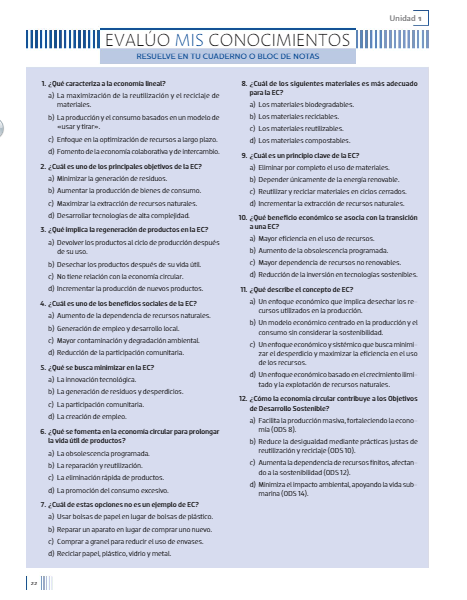 Unidad 1
EVALÚO MIS CONOCIMIENTOS
RESUELVE EN TU CUADERNO O BLOC DE NOTAS
1. ¿Qué caracteriza a la economía lineal?
a) La maximización de la reutilización y el reciclaje de
materiales.
b) La producción y el consumo basados en un modelo de
«usar y tirar».
c) Enfoque en la optimización de recursos a largo plazo.
d) Fomento de la economía colaborativa y de intercambio.
2. ¿Cuál es uno de los principales objetivos de la EC?
a) Minimizar la generación de residuos.
b) Aumentar la producción de bienes de consumo.
c) Maximizar la extracción de recursos naturales.
d) Desarrollar tecnologías de alta complejidad.
3. ¿Qué implica la regeneración de productos en la EC?
a) Devolver los productos al ciclo de producción después
de su uso.
b) Desechar los productos después de su vida útil.
c) No tiene relación con la economía circular.
d) Incrementar la producción de nuevos productos.
4. ¿Cuál es uno de los beneficios sociales de la EC?
a) Aumento de la dependencia de recursos naturales.
b) Generación de empleo y desarrollo local.
c) Mayor contaminación y degradación ambiental.
d) Reducción de la participación comunitaria.
5. ¿Qué se busca minimizar en la EC?
a) La innovación tecnológica.
b) La generación de residuos y desperdicios.
c) La participación comunitaria.
d) La creación de empleo.
6. ¿Qué se fomenta en la economía circular para prolongar
la vida útil de productos?
a) La obsolescencia programada.
b) La reparación y reutilización.
c) La eliminación rápida de productos.
d) La promoción del consumo excesivo.
7. ¿Cuál de estas opciones no es un ejemplo de EC?
a) Usar bolsas de papel en lugar de bolsas de plástico.
b) Reparar un aparato en lugar de comprar uno nuevo.
c) Comprar a granel para reducir el uso de envases.
d) Reciclar papel, plástico, vidrio y metal.
8. ¿Cuál de los siguientes materiales es más adecuado
para la EC?
a) Los materiales biodegradables.
b) Los materiales reciclables.
c) Los materiales reutilizables.
d) Los materiales compostables.
9. ¿Cuál es un principio clave de la EC?
a) Eliminar por completo el uso de materiales.
b) Depender únicamente de la energía renovable.
c) Reutilizar y reciclar materiales en ciclos cerrados.
d) Incrementar la extracción de recursos naturales.
10. ¿Qué beneficio económico se asocia con la transición
a una EC?
a) Mayor eficiencia en el uso de recursos.
b) Aumento de la obsolescencia programada.
c) Mayor dependencia de recursos no renovables.
d) Reducción de la inversión en tecnologías sostenibles.
11. ¿Qué describe el concepto de EC?
a) Un enfoque económico que implica desechar los re-
cursos utilizados en la producción.
b) Un modelo económico centrado en la producción y el
consumo sin considerar la sostenibilidad.
c) Un enfoque económico y sistémico que busca minimi-
zar el desperdicio y maximizar la eficiencia en el uso
de los recursos.
d) Un enfoque económico basado en el crecimiento ilimi-
tado y la explotación de recursos naturales.
12. ¿Cómo la economía circular contribuye a los Objetivos
de Desarrollo Sostenible?
a) Facilita la producción masiva, fortaleciendo la econo-
mía (ODS 8).
b) Reduce la desigualdad mediante prácticas justas de
reutilización y reciclaje (ODS 10).
c) Aumenta la dependencia de recursos finitos, afectan-
do a la sostenibilidad (ODS 12).
d) Minimiza el impacto ambiental, apoyando la vida sub-
marina (ODS 14).
22